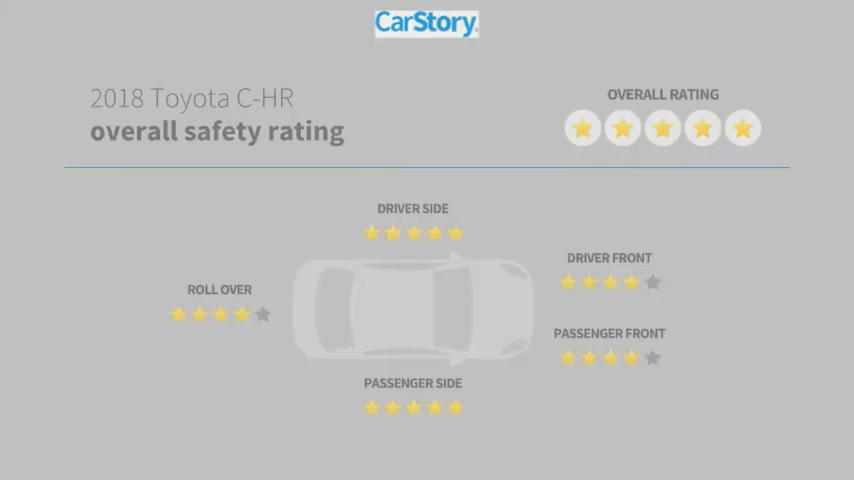 CarStory
2018 Toyota C-HR
overall safety rating
OVERALL RATING
DRIVER SIDE
DRIVER FRONT
ROLL OVER
PASSENGER FRONT
PASSENGER SIDE